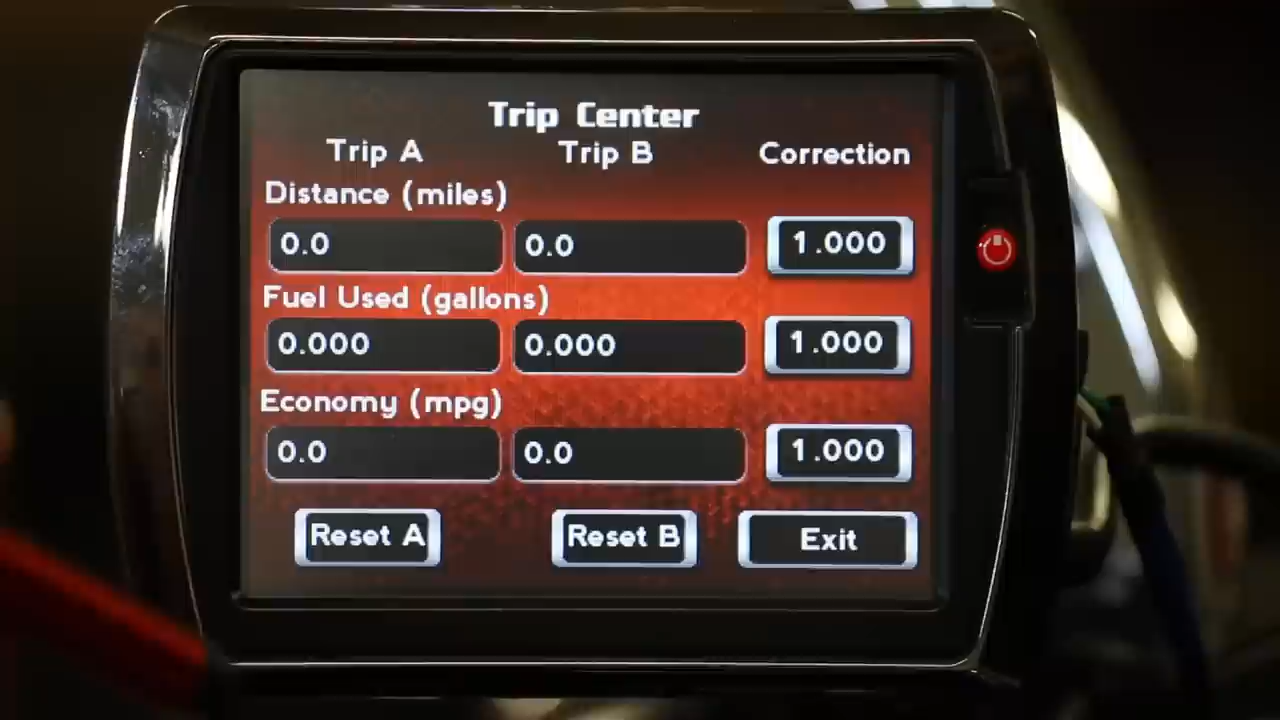 Trip Center
Trip A Trip B Correction
Distance (miles)
0.0 0.0 1.000
Fuel Used (gallons)
0.000 0.000 1.000
Economy (mpg)
0.0 0.0 1.000
Reset A Reset B Exit